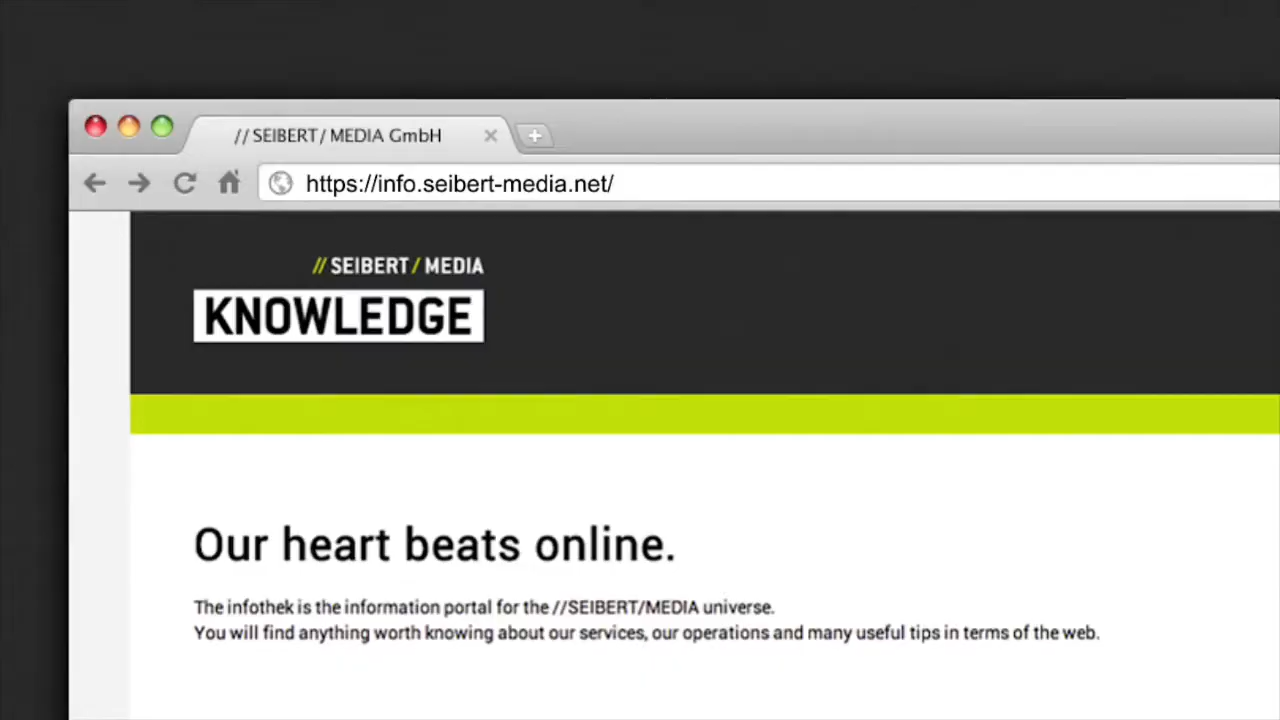 // SEIBERT/ MEDIA GmbH
https://info.seibert-media.net/
// SEIBERT/ MEDIA
KNOWLEDGE
Our heart beats online.
The infothek is the information portal for the //SEIBERT/MEDIA universe.
You will find anything worth knowing about our services, our operations and many useful tips in terms of the web.